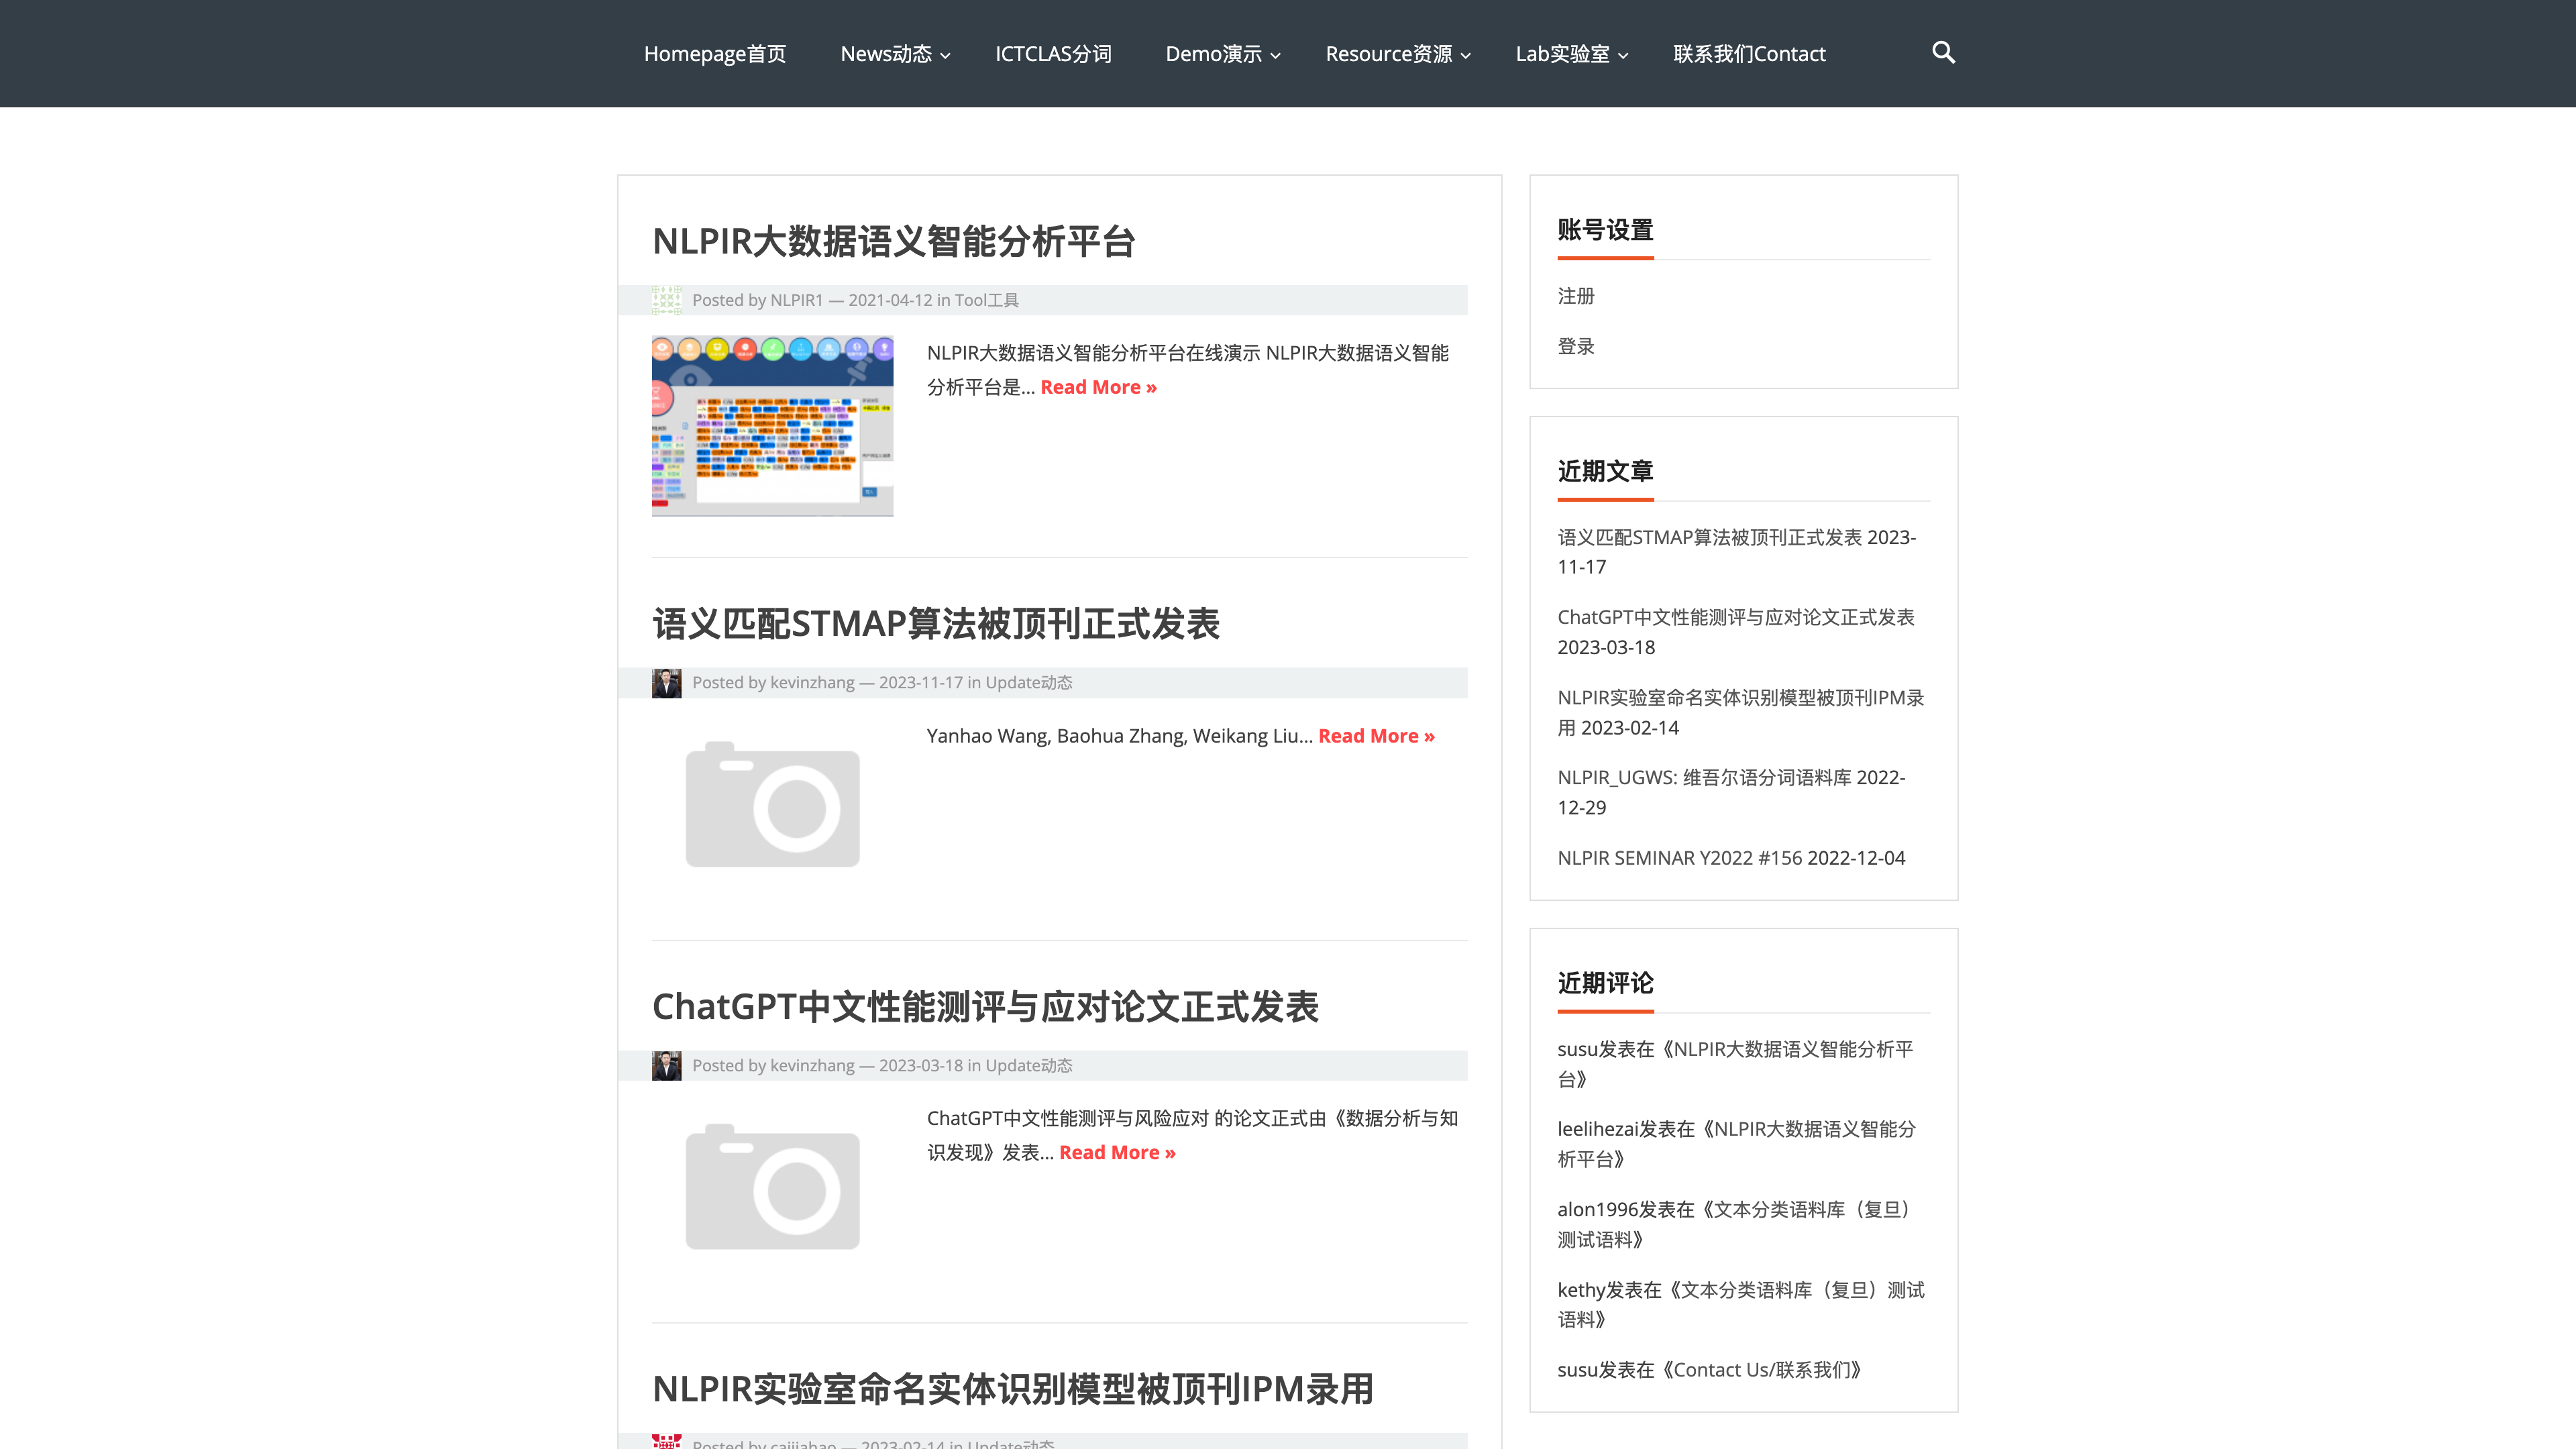 Homepage首页 News动态 ICTCLAS分词 Demo演示 Resource资源 Lab实验室 联系我们Contact
NLPIR大数据语义智能分析平台
Posted by NLPIR1 — 2021-04-12 in Tool工具
NLPIR大数据语义智能分析平台在线演示 NLPIR大数据语义智能
分析平台是... Read More »
语义匹配STMAP算法被顶刊正式发表
Posted by kevinzhang — 2023-11-17 in Update动态
Yanhao Wang, Baohua Zhang, Weikang Liu... Read More »
ChatGPT中文性能测评与应对论文正式发表
Posted by kevinzhang — 2023-03-18 in Update动态
ChatGPT中文性能测评与风险应对 的论文正式由《数据分析与知
识发现》发表... Read More »
NLPIR实验室命名实体识别模型被顶刊IPM录用
Posted by caijiahao — 2023-02-14 in Update动态
账号设置
注册
登录
近期文章
语义匹配STMAP算法被顶刊正式发表 2023-
11-17
ChatGPT中文性能测评与应对论文正式发表
2023-03-18
NLPIR实验室命名实体识别模型被顶刊IPM录
用 2023-02-14
NLPIR_UGWS: 维吾尔语分词语料库 2022-
12-29
NLPIR SEMINAR Y2022 #156 2022-12-04
近期评论
susu发表在《NLPIR大数据语义智能分析平
台》
leelihezai发表在《NLPIR大数据语义智能分
析平台》
alon1996发表在《文本分类语料库（复旦）
测试语料》
kethy发表在《文本分类语料库（复旦）测试
语料》
susu发表在《Contact Us/联系我们》